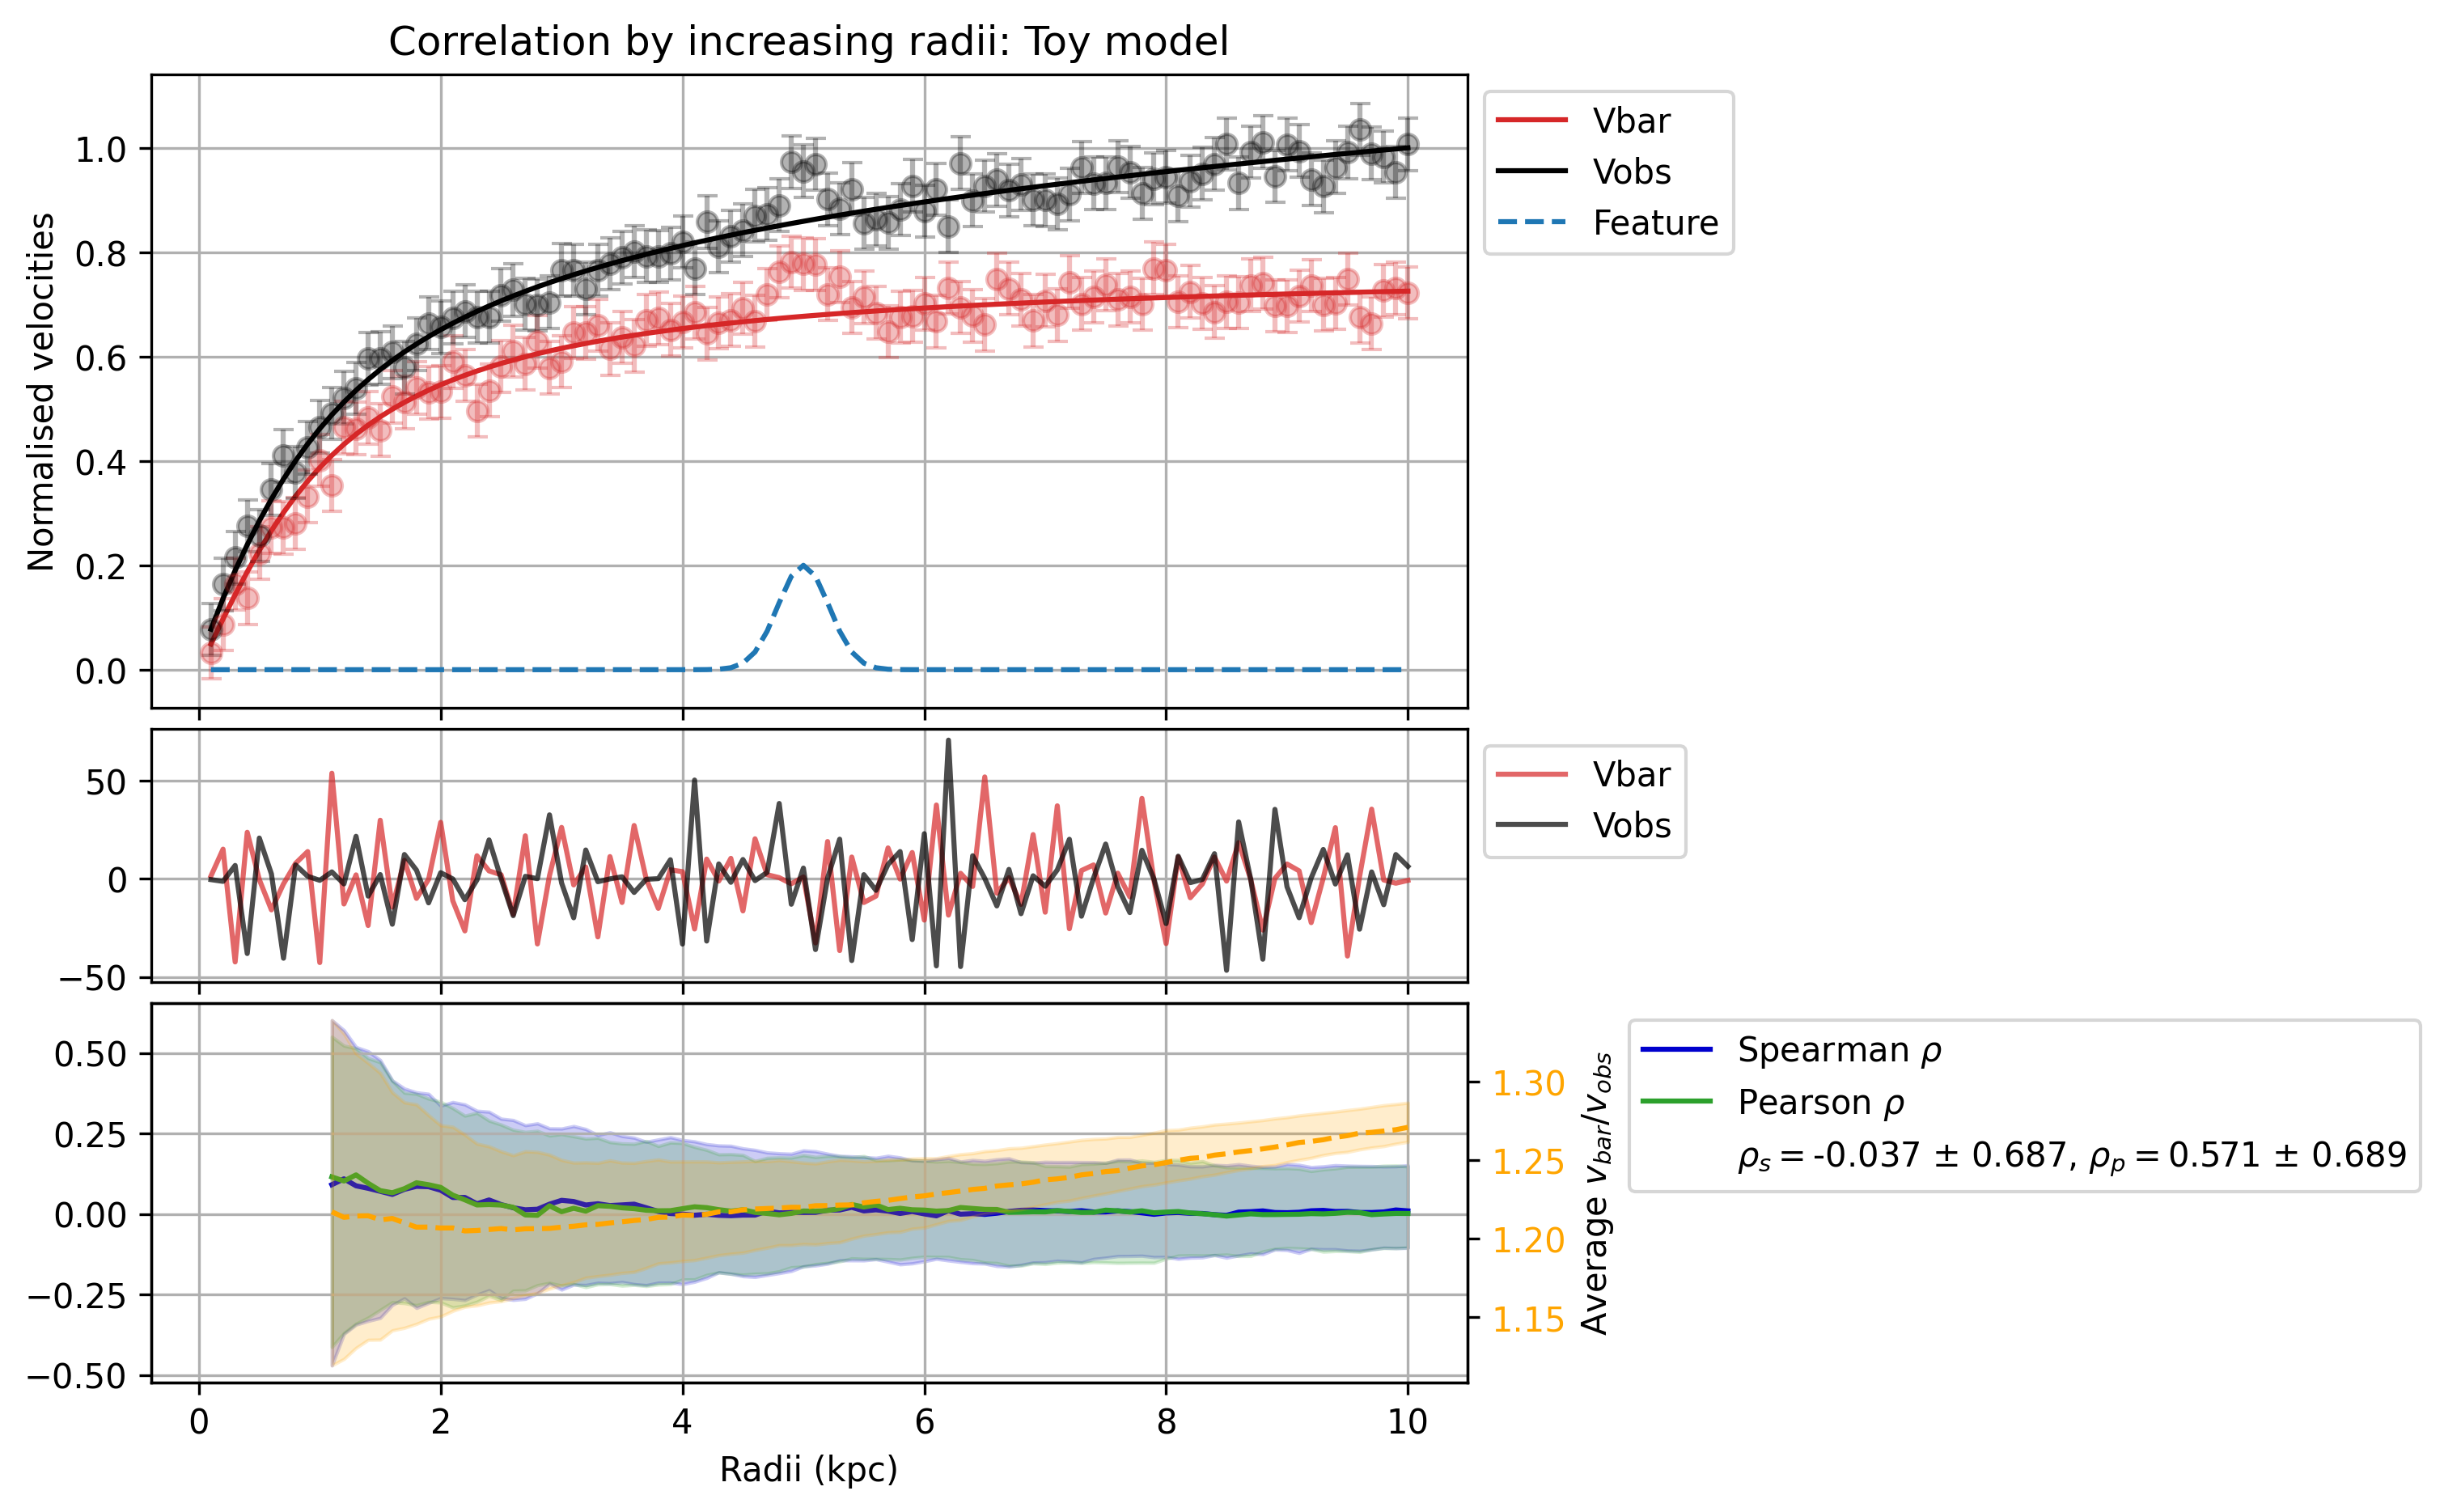 Correlation by increasing radii: Toy model
Normalised velocities
1.0
0.8
0.6
0.4
0.2
0.0
Vbar
Vobs
Feature
50
0
−50
Vbar
Vobs
0.50
0.25
0.00
−0.25
−0.50
1.30
1.25
1.20
1.15
Average v_bar/v_obs
Spearman ρ
Pearson ρ
ρ_s = -0.037 ± 0.687, ρ_p = 0.571 ± 0.689
0 2 4 6 8 10
Radii (kpc)